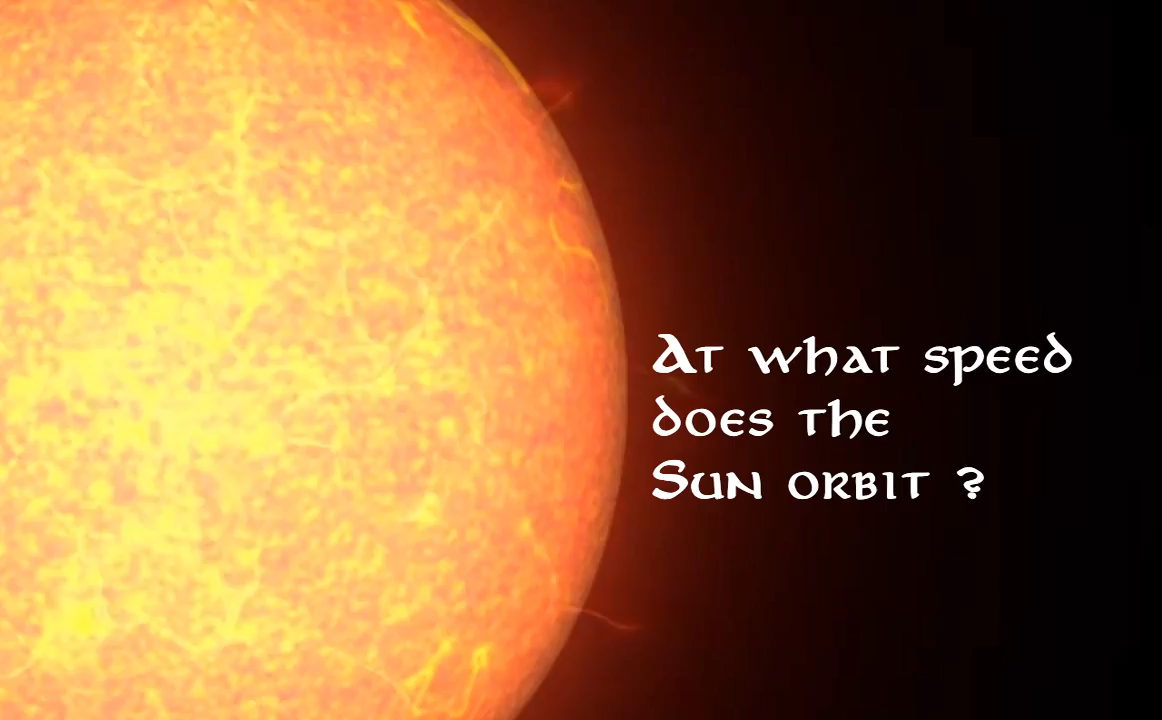 At what speed
does the
Sun orbit ?